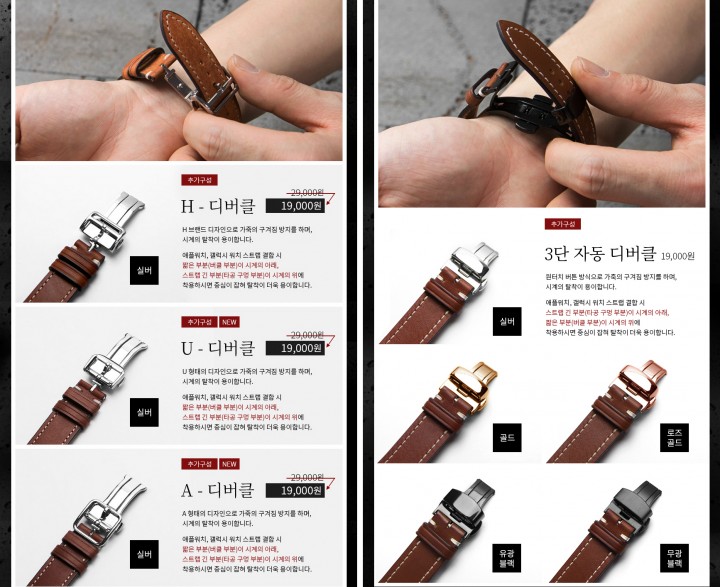 추가구성
29,000원
H - 디버클 19,000원
H 브랜드 디자인으로 가죽의 구겨짐 방지를 하며,
시계의 탈착이 용이합니다.
애플워치, 갤럭시 워치 스트랩 결합 시
짧은 부분(버클 부분)이 시계의 아래,
스트랩 긴 부분(타공 구멍 부분)이 시계의 위에
착용하시면 중심이 잡혀 탈착이 더욱 용이합니다.
실버
추가구성 NEW
29,000원
U - 디버클 19,000원
U 형태의 디자인으로 가죽의 구겨짐 방지를 하며,
시계의 탈착이 용이합니다.
애플워치, 갤럭시 워치 스트랩 결합 시
짧은 부분(버클 부분)이 시계의 아래,
스트랩 긴 부분(타공 구멍 부분)이 시계의 위에
착용하시면 중심이 잡혀 탈착이 더욱 용이합니다.
실버
추가구성 NEW
29,000원
A - 디버클 19,000원
A 형태의 디자인으로 가죽의 구겨짐 방지를 하며,
시계의 탈착이 용이합니다.
애플워치, 갤럭시 워치 스트랩 결합 시
짧은 부분(버클 부분)이 시계의 아래,
스트랩 긴 부분(타공 구멍 부분)이 시계의 위에
착용하시면 중심이 잡혀 탈착이 더욱 용이합니다.
실버
추가구성
3단 자동 디버클 19,000원
원터치 버튼 방식으로 가죽의 구겨짐 방지를 하며,
시계의 탈착이 용이합니다.
애플워치, 갤럭시 워치 스트랩 결합 시
스트랩 긴 부분(타공 구멍 부분)이 시계의 아래,
짧은 부분(버클 부분)이 시계의 위에
착용하시면 중심이 잡혀 탈착이 더욱 용이합니다.
실버
골드
로즈
골드
유광
블랙
무광
블랙